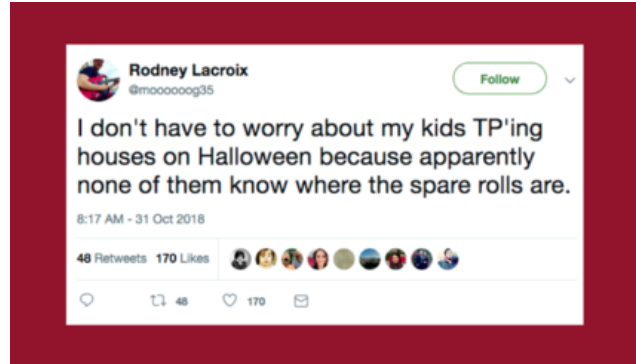 Rodney Lacroix
@moooooog35
Follow
I don't have to worry about my kids TP'ing
houses on Halloween because apparently
none of them know where the spare rolls are.
8:17 AM - 31 Oct 2018
48 Retweets 170 Likes
48 170